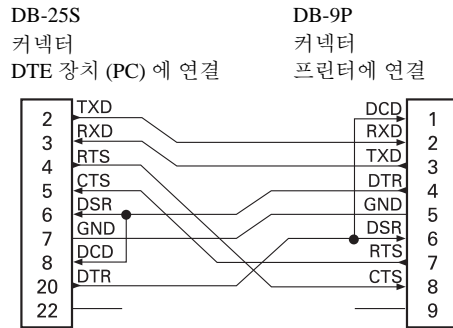 DB-25S
커넥터
DTE 장치 (PC) 에 연결
DB-9P
커넥터
프린터에 연결
2 TXD
3 RXD
4 RTS
5 CTS
6 DSR
7 GND
8 DCD
20 DTR
22
DCD 1
RXD 2
TXD 3
DTR 4
GND 5
DSR 6
RTS 7
CTS 8
9